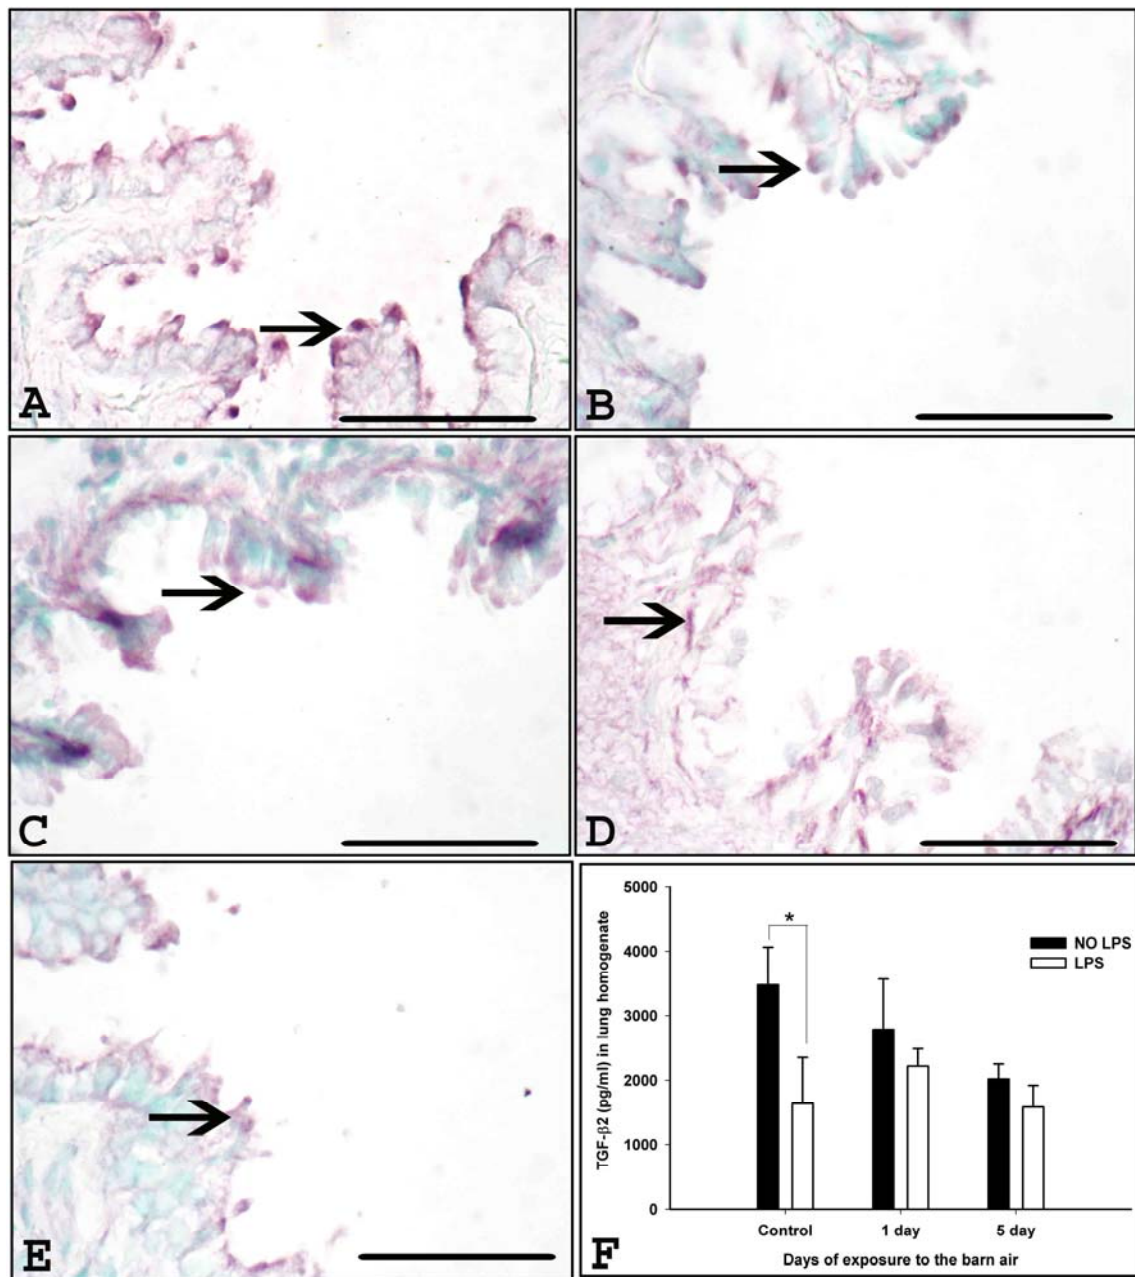 A
B
C
D
E
F
5000
4000
3000
2000
1000
0
TGF-β2 (pg/ml) in lung homogenate
*
NO LPS
LPS
Control
1 day
5 day
Days of exposure to the barn air